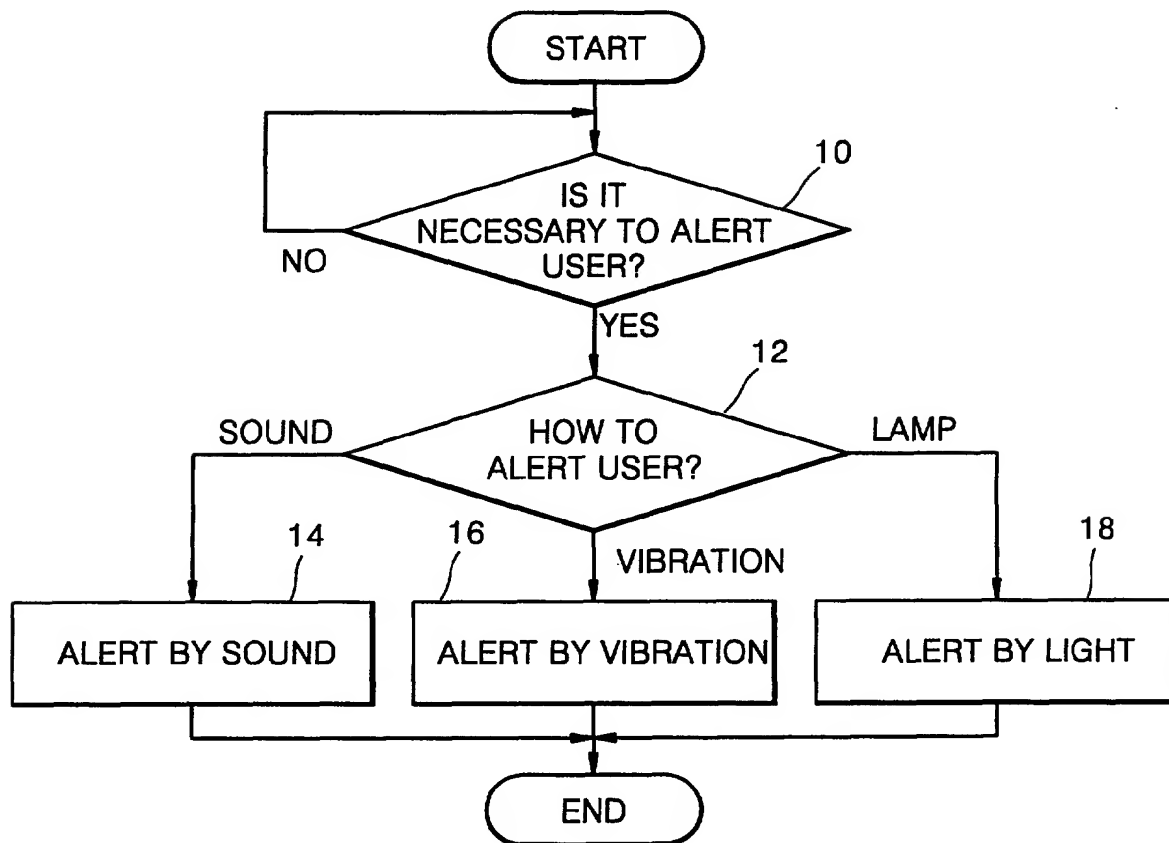 START
10
IS IT
NECESSARY TO ALERT
USER?
NO
YES
12
SOUND
HOW TO
ALERT USER?
LAMP
14
16
VIBRATION
18
ALERT BY SOUND
ALERT BY VIBRATION
ALERT BY LIGHT
END